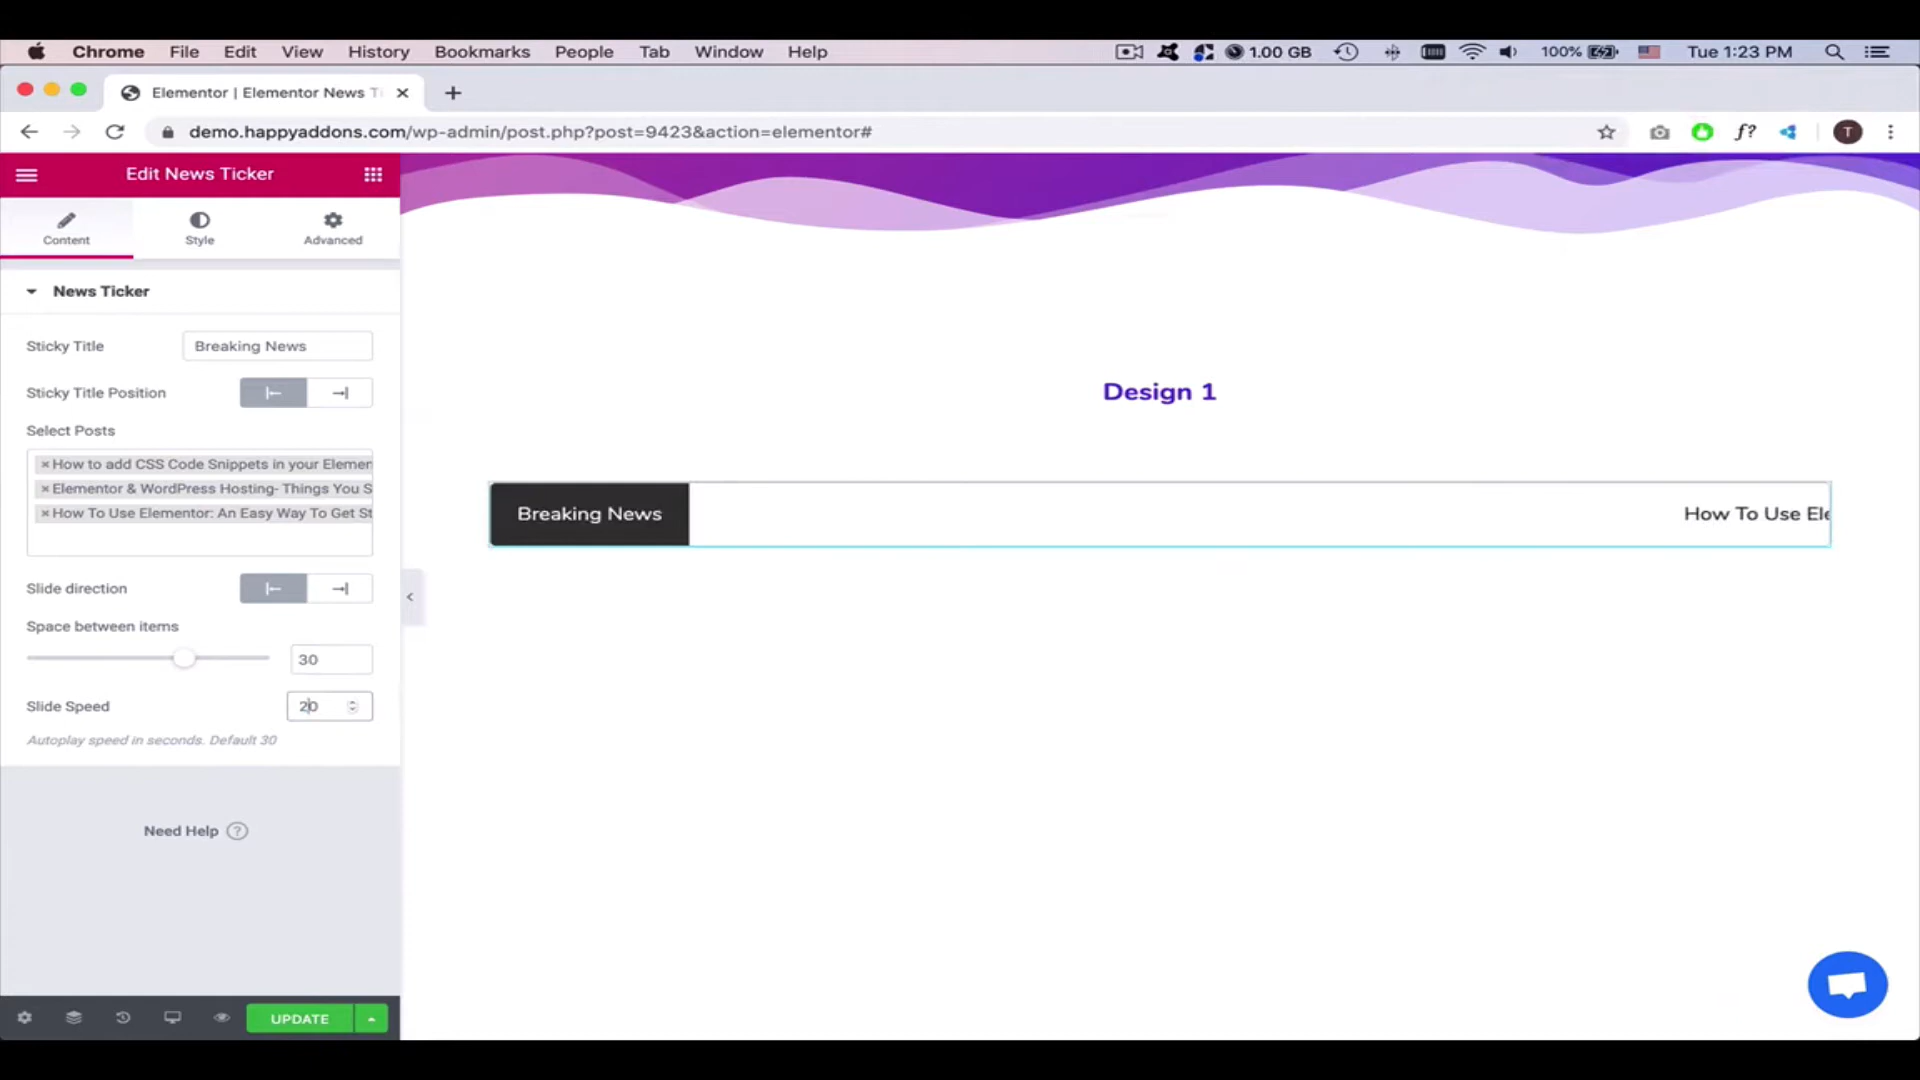 Chrome File Edit View History Bookmarks People Tab Window Help 1.00 GB 100% Tue 1:23 PM
Elementor | Elementor News Ti
demo.happyaddons.com/wp-admin/post.php?post=9423&action=elementor#
f? T
Edit News Ticker
Content Style Advanced
News Ticker
Sticky Title Breaking News
Sticky Title Position
Select Posts
×How to add CSS Code Snippets in your Elemen
×Elementor & WordPress Hosting- Things You S
×How To Use Elementor: An Easy Way To Get St
Slide direction
Space between items
30
Slide Speed 20
Autoplay speed in seconds. Default 30
Need Help ?
UPDATE
Design 1
Breaking News How To Use Ele